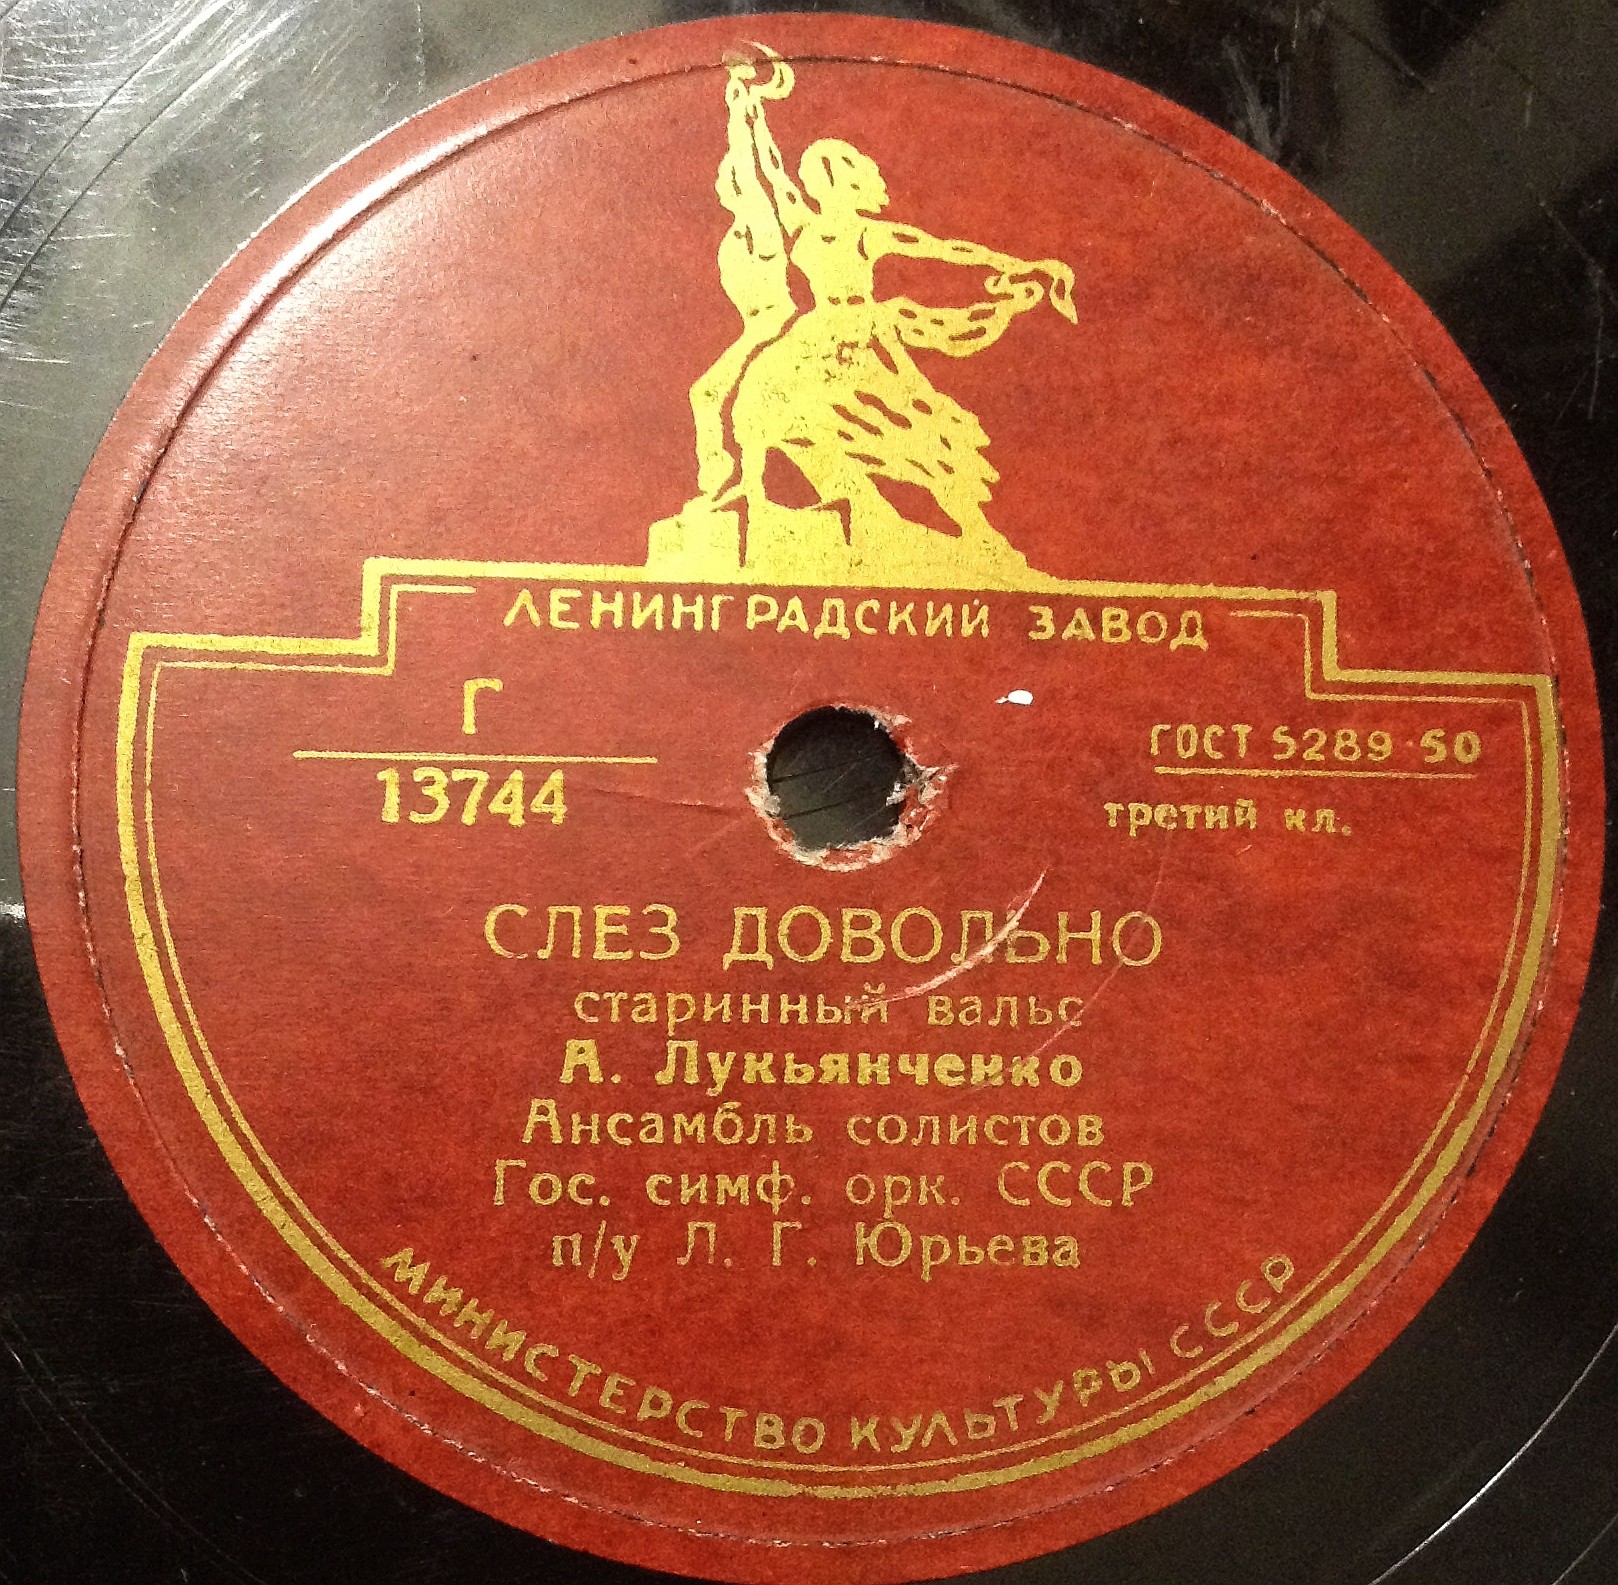 ЛЕНИНГРАДСКИЙ ЗАВОД
Г
13744
ГОСТ 5289-50
третий кл.
СЛЕЗ ДОВОЛЬНО
старинный вальс
А. Лукьянченко
Ансамбль солистов
Гос. симф. орк. СССР
п/у Л. Г. Юрьева
МИНИСТЕРСТВО КУЛЬТУРЫ СССР